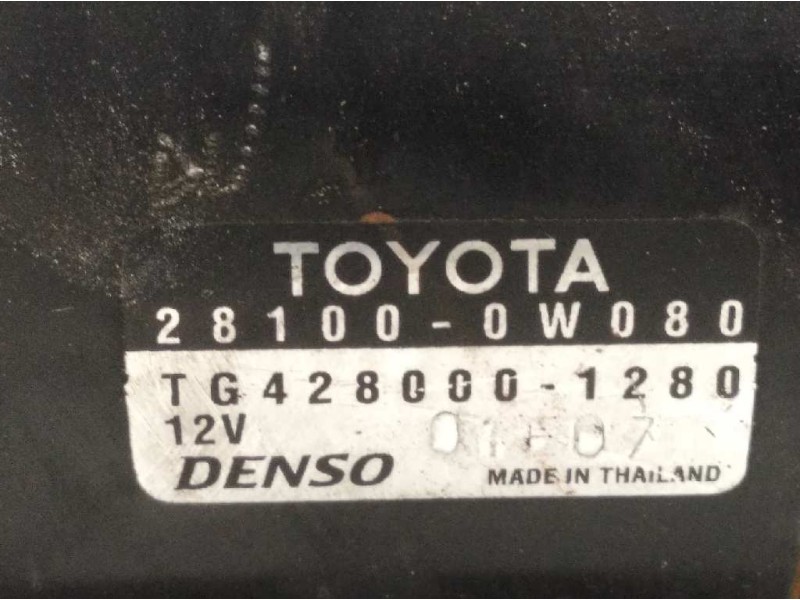 TOYOTA
28100-0W080
TG428000-1280
12V
DENSO MADE IN THAILAND